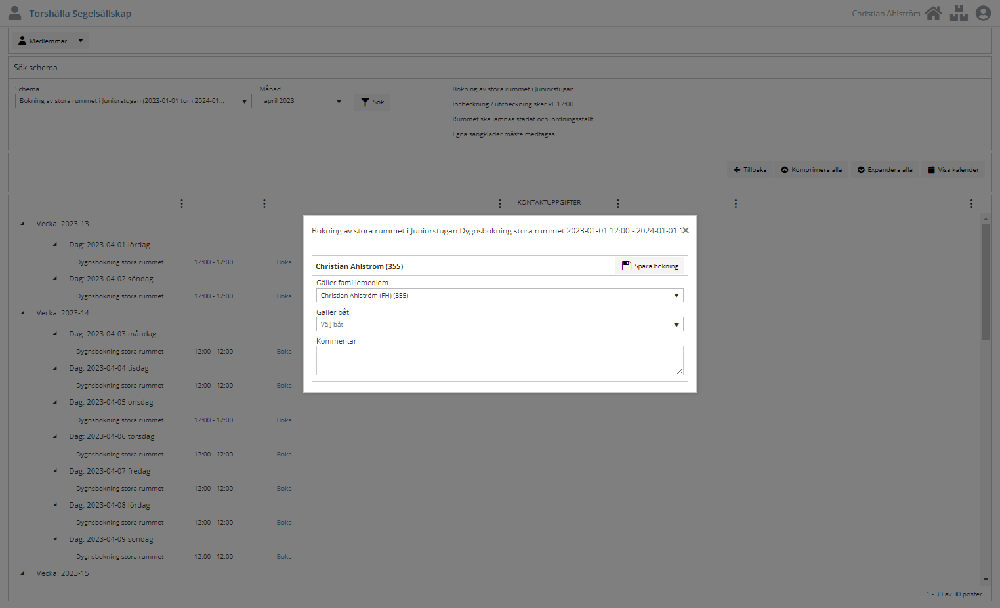 Torshälla Segelsällskap
Christian Ahlström
Medlemmar
Sök schema
Schema
Månad
Bokning av stora rummet i Juniorstugan (2023-01-01 tom 2024-01...
april 2023
Sök
Bokning av stora rummet i Juniorstugan.
Incheckning / utcheckning sker kl. 12:00.
Rummet ska lämnas städat och iordningsställt.
Egna sängklader måste medtagas.
Tillbaka
Komprimera alla
Expandera alla
Visa kalender
KONTAKTUPPGIFTER
Bokning av stora rummet i Juniorstugan Dygnsbokning stora rummet 2023-01-01 12:00 - 2024-01-01
Christian Ahlström (355)
Spara bokning
Gäller familjemedlem
Christian Ahlström (FH) (355)
Gäller båt
Välj båt
Kommentar
Vecka: 2023-13
Dag: 2023-04-01 lördag
Dygnsbokning stora rummet 12:00 - 12:00 Boka
Dag: 2023-04-02 söndag
Dygnsbokning stora rummet 12:00 - 12:00 Boka
Vecka: 2023-14
Dag: 2023-04-03 måndag
Dygnsbokning stora rummet 12:00 - 12:00 Boka
Dag: 2023-04-04 tisdag
Dygnsbokning stora rummet 12:00 - 12:00 Boka
Dag: 2023-04-05 onsdag
Dygnsbokning stora rummet 12:00 - 12:00 Boka
Dag: 2023-04-06 torsdag
Dygnsbokning stora rummet 12:00 - 12:00 Boka
Dag: 2023-04-07 fredag
Dygnsbokning stora rummet 12:00 - 12:00 Boka
Dag: 2023-04-08 lördag
Dygnsbokning stora rummet 12:00 - 12:00 Boka
Dag: 2023-04-09 söndag
Dygnsbokning stora rummet 12:00 - 12:00 Boka
Vecka: 2023-15
1 - 30 av 30 poster